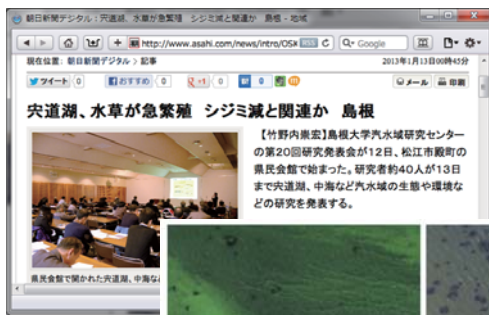 朝日新聞デジタル:宍道湖、水草が急繁殖 シジミ減と関連か 島根 - 地域
http://www.asahi.com/news/intro/OSK
RSS
Google
現在位置: 朝日新聞デジタル > 記事
2013年1月13日00時45分
ツイート 0 おすすめ 0 +1 0 B! 0 メール 印刷
宍道湖、水草が急繁殖 シジミ減と関連か 島根
【竹野内崇宏】島根大学汽水域研究センター
の第20回研究発表会が12日、松江市殿町の
県民会館で始まった。研究者約40人が13日
まで宍道湖、中海など汽水域の生態や環境な
どの研究を発表する。
県民会館で開かれた宍道湖、中海な